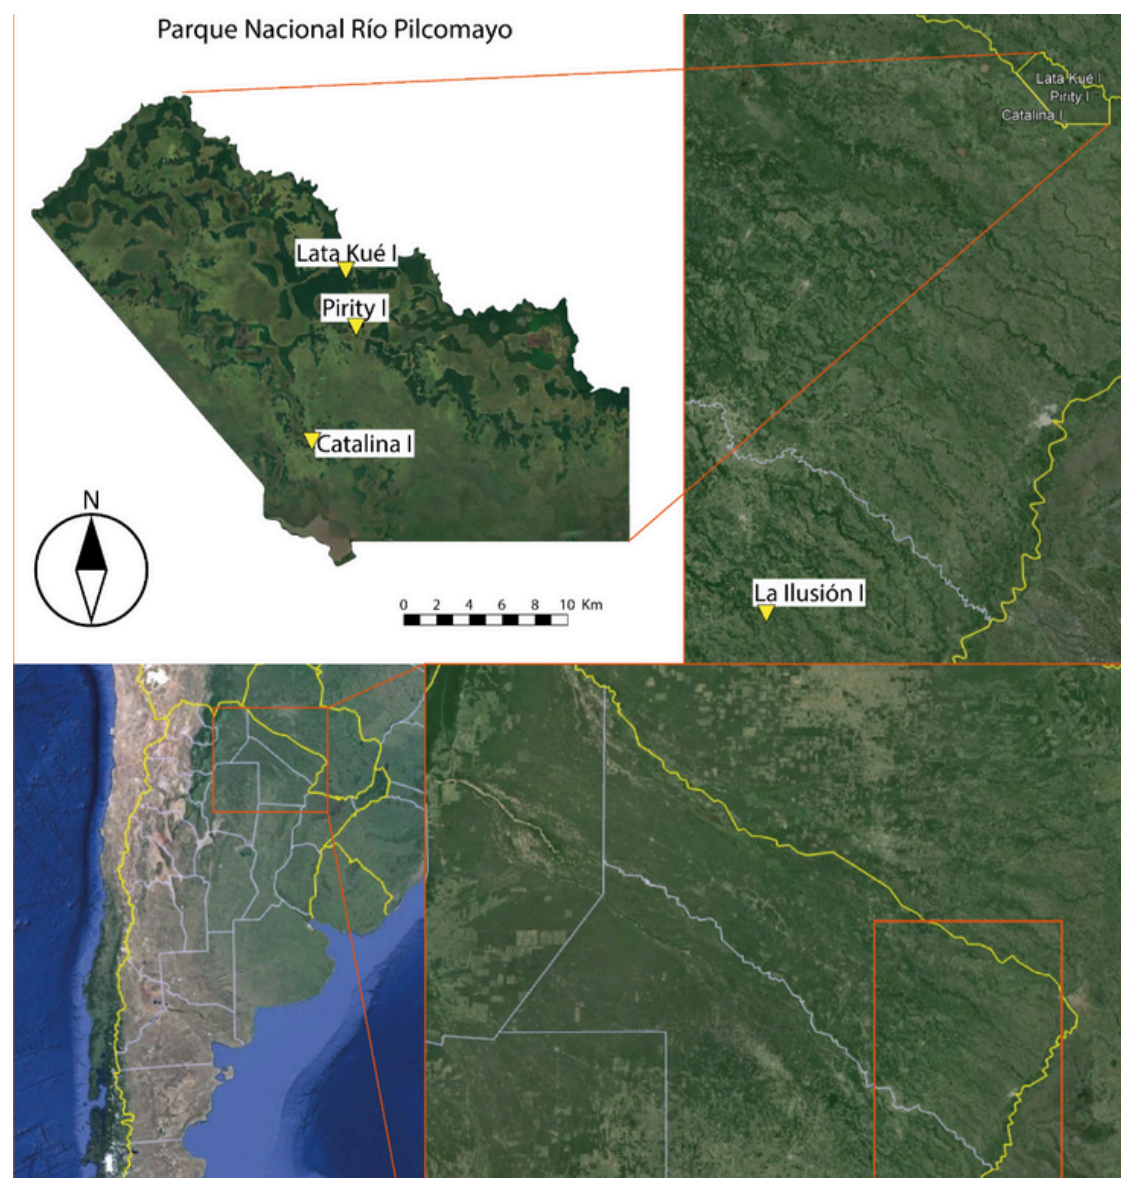 Parque Nacional Río Pilcomayo
Lata Kué I
Pirity I
Catalina I
Lata Kué I
Pirity I
Catalina I
N
0 2 4 6 8 10 Km
La Ilusión I